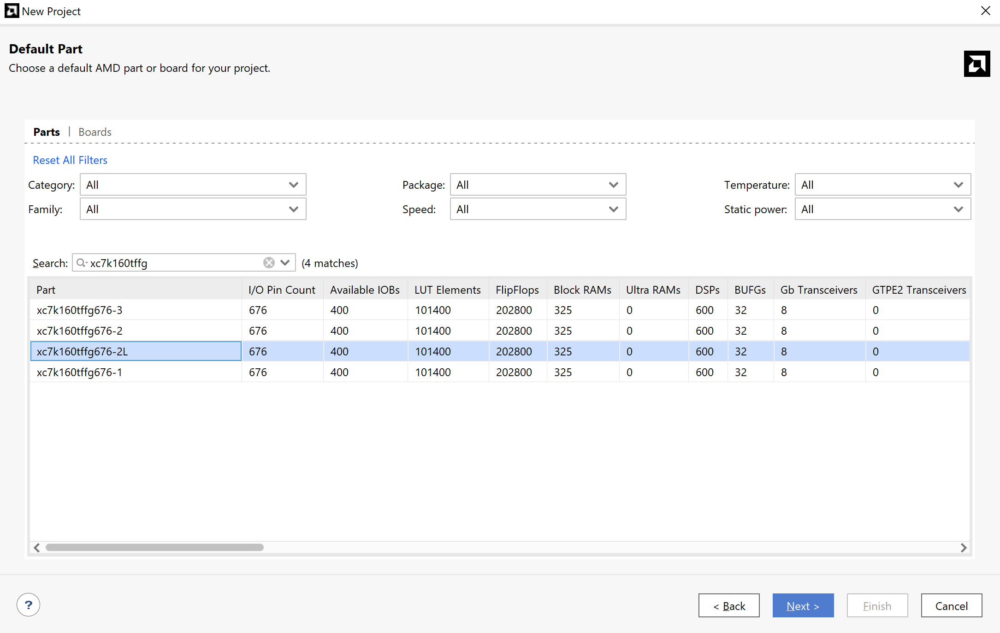 New Project
Default Part
Choose a default AMD part or board for your project.
Parts | Boards
Reset All Filters
Category: All Package: All Temperature: All
Family: All Speed: All Static power: All
Search: xc7k160tffg (4 matches)
Part I/O Pin Count Available IOBs LUT Elements FlipFlops Block RAMs Ultra RAMs DSPs BUFGs Gb Transceivers GTPE2 Transceivers
xc7k160tffg676-3 676 400 101400 202800 325 0 600 32 8 0
xc7k160tffg676-2 676 400 101400 202800 325 0 600 32 8 0
xc7k160tffg676-2L 676 400 101400 202800 325 0 600 32 8 0
xc7k160tffg676-1 676 400 101400 202800 325 0 600 32 8 0
? < Back Next > Finish Cancel